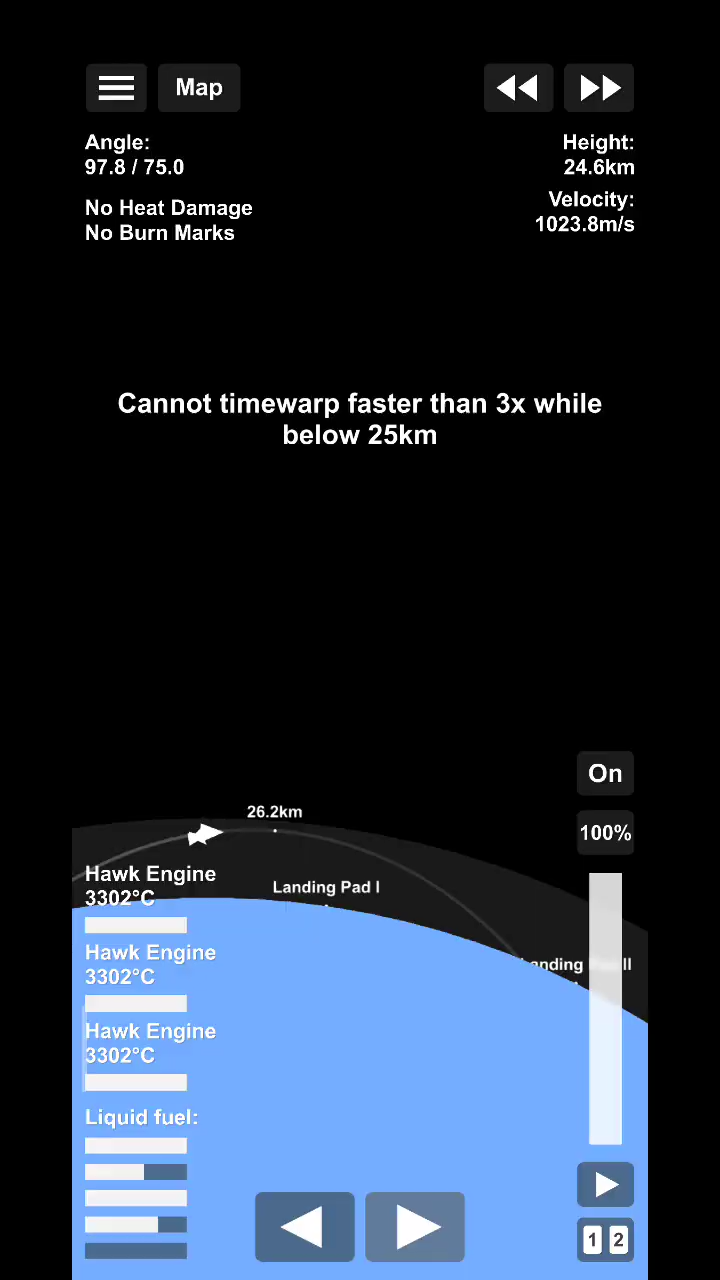 Map
Angle:
97.8 / 75.0
No Heat Damage
No Burn Marks
Height:
24.6km
Velocity:
1023.8m/s
Cannot timewarp faster than 3x while
below 25km
On
100%
26.2km
Landing Pad I
Hawk Engine
3302°C
Hawk Engine
3302°C
Hawk Engine
3302°C
Liquid fuel:
1 2